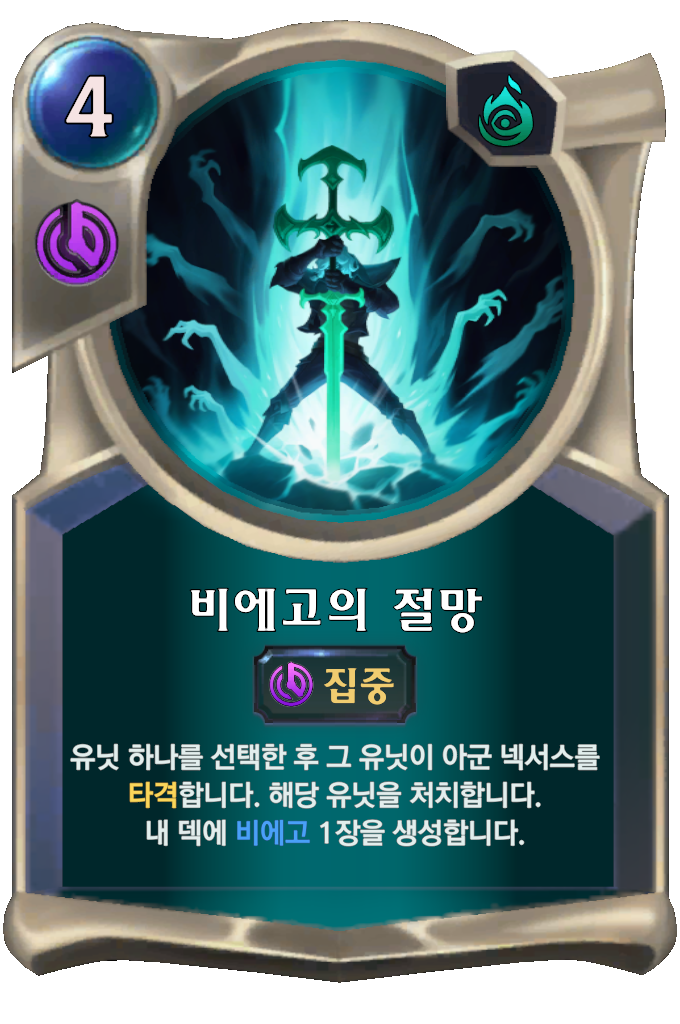 4
비에고의 절망
집중
유닛 하나를 선택한 후 그 유닛이 아군 넥서스를
타격합니다. 해당 유닛을 처치합니다.
내 덱에 비에고 1장을 생성합니다.